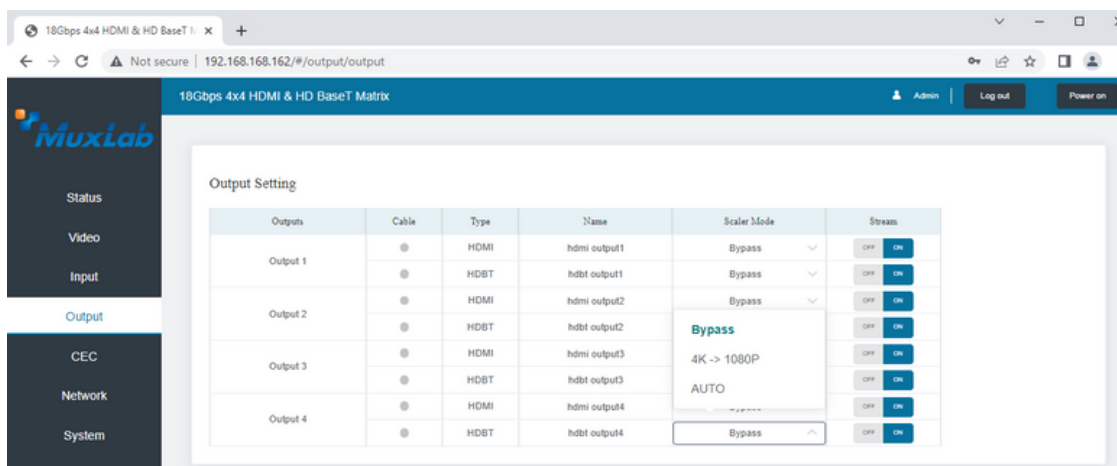 18Gbps 4x4 HDMI & HD BaseT
Not secure | 192.168.168.162/#/output/output
18Gbps 4x4 HDMI & HD BaseT Matrix
Admin | Log out Power on
MuxLab
Status
Video
Input
Output
CEC
Network
System
Output Setting
Outputs Cable Type Name Scaler Mode Stream
Output 1 HDMI hdmi output1 Bypass OFF ON
HDBT hdbt output1 Bypass OFF ON
Output 2 HDMI hdmi output2 Bypass OFF ON
HDBT hdbt output2 OFF ON
Output 3 HDMI hdmi output3 OFF ON
HDBT hdbt output3 OFF ON
Output 4 HDMI hdmi output4 OFF ON
HDBT hdbt output4 Bypass OFF ON
Bypass
4K -> 1080P
AUTO